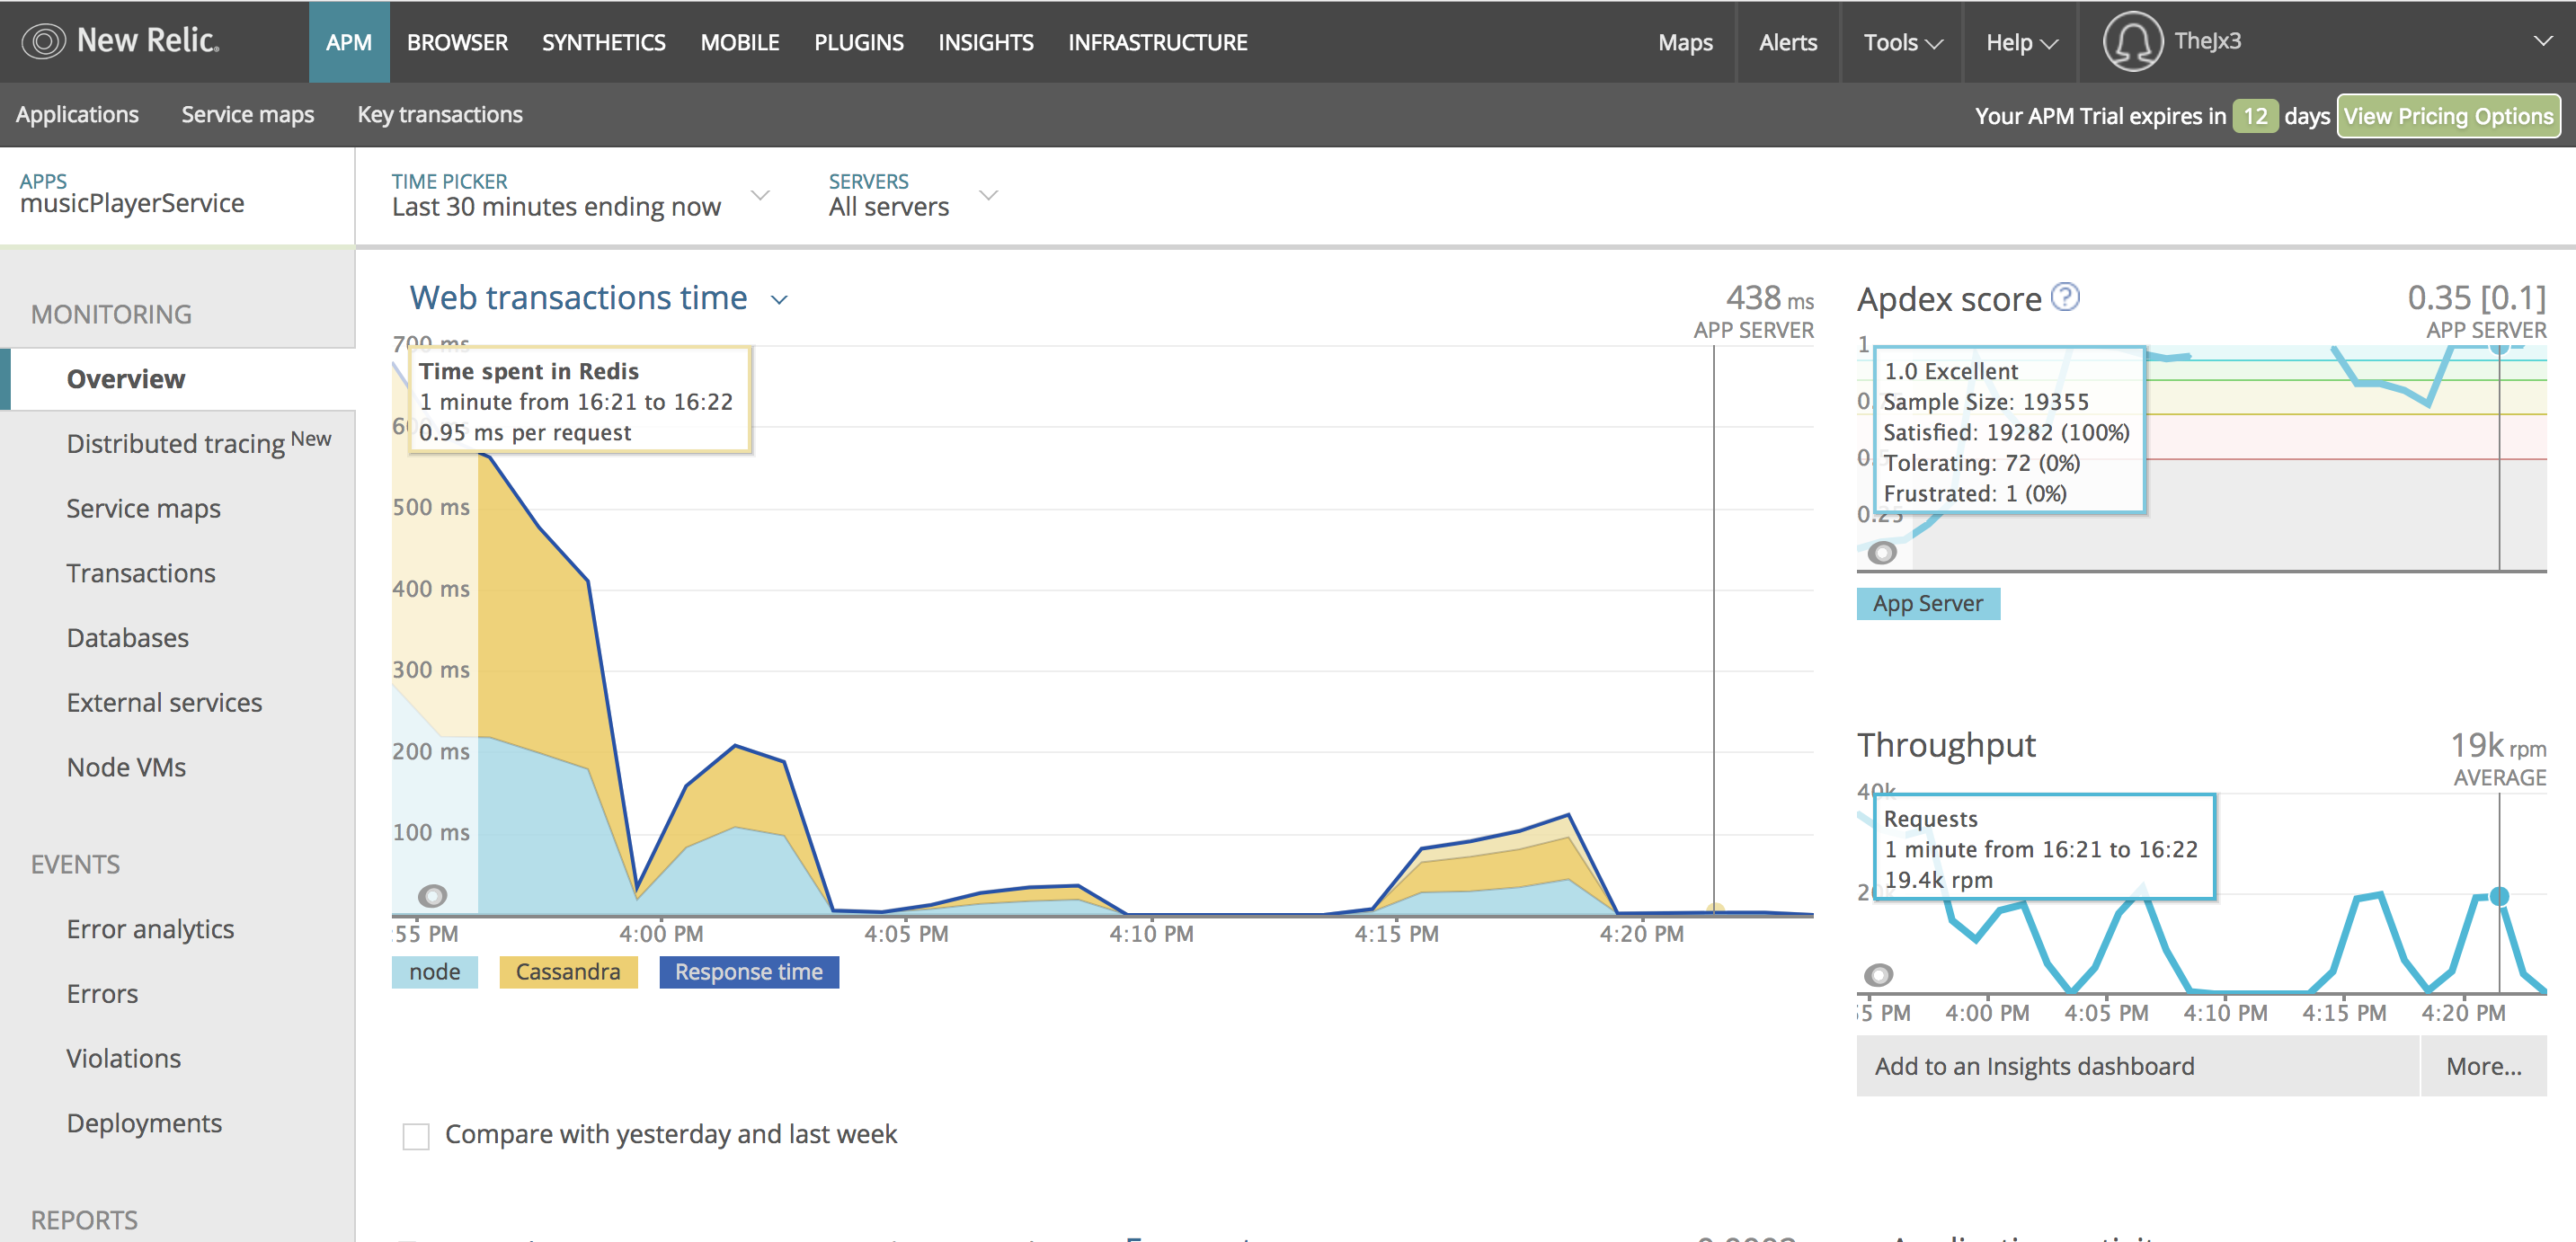 New Relic.
APM BROWSER SYNTHETICS MOBILE PLUGINS INSIGHTS INFRASTRUCTURE Maps Alerts Tools Help TheJx3
Applications Service maps Key transactions Your APM Trial expires in 12 days View Pricing Options
APPS
musicPlayerService
TIME PICKER
Last 30 minutes ending now
SERVERS
All servers
MONITORING
Overview
Distributed tracing New
Service maps
Transactions
Databases
External services
Node VMs
EVENTS
Error analytics
Errors
Violations
Deployments
REPORTS
Web transactions time
438 ms
APP SERVER
700 ms
Time spent in Redis
1 minute from 16:21 to 16:22
0.95 ms per request
500 ms
400 ms
300 ms
200 ms
100 ms
:55 PM 4:00 PM 4:05 PM 4:10 PM 4:15 PM 4:20 PM
node Cassandra Response time
Compare with yesterday and last week
Apdex score ?
0.35 [0.1]
APP SERVER
1
1.0 Excellent
Sample Size: 19355
Satisfied: 19282 (100%)
Tolerating: 72 (0%)
Frustrated: 1 (0%)
0.25
App Server
Throughput
19k rpm
AVERAGE
40k
Requests
1 minute from 16:21 to 16:22
19.4k rpm
5 PM 4:00 PM 4:05 PM 4:10 PM 4:15 PM 4:20 PM
Add to an Insights dashboard More...